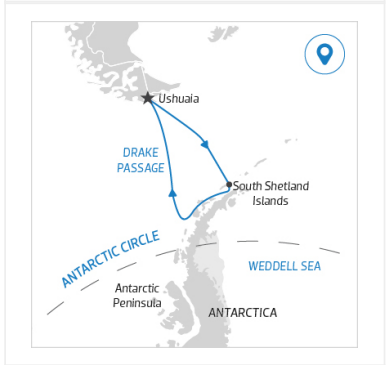 Ushuaia
DRAKE
PASSAGE
South Shetland
Islands
ANTARCTIC CIRCLE
WEDDELL SEA
Antarctic
Peninsula
ANTARCTICA